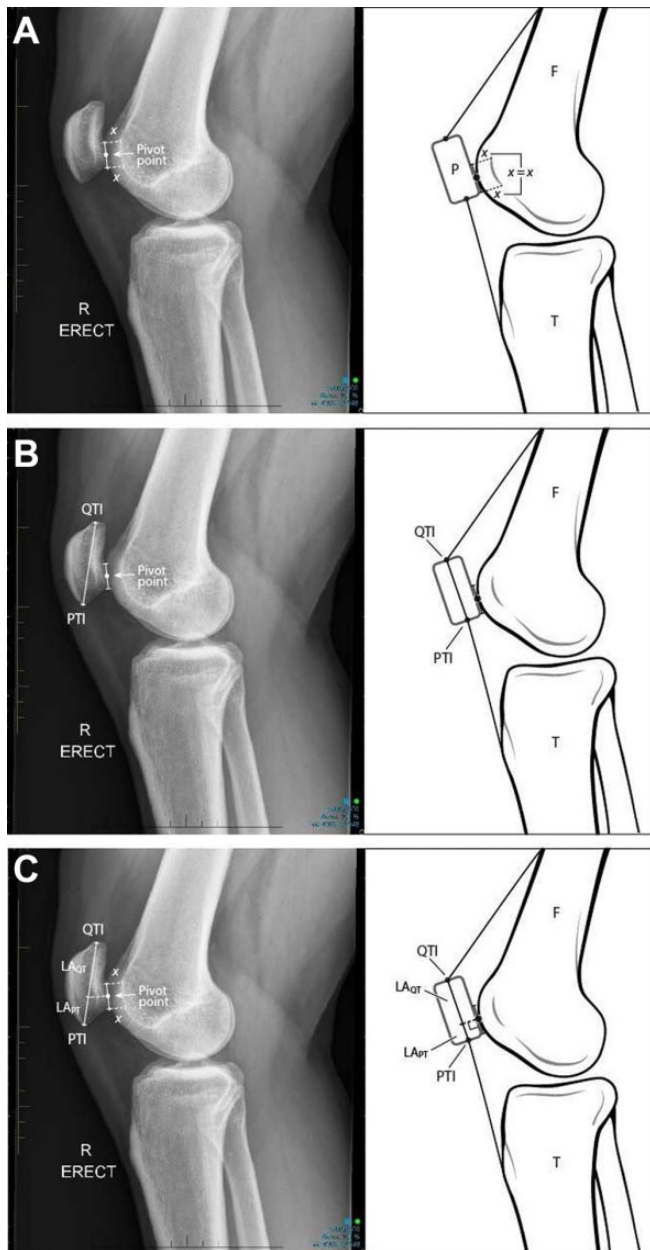 A
x
Pivot
point
x
R
ERECT
F
P
x
x = x
x
T
B
QTI
Pivot
point
PTI
R
ERECT
F
QTI
PTI
T
C
QTI
LAQT
x
Pivot
point
LAPT
x
PTI
R
ERECT
F
QTI
LAQT
LAPT
PTI
T